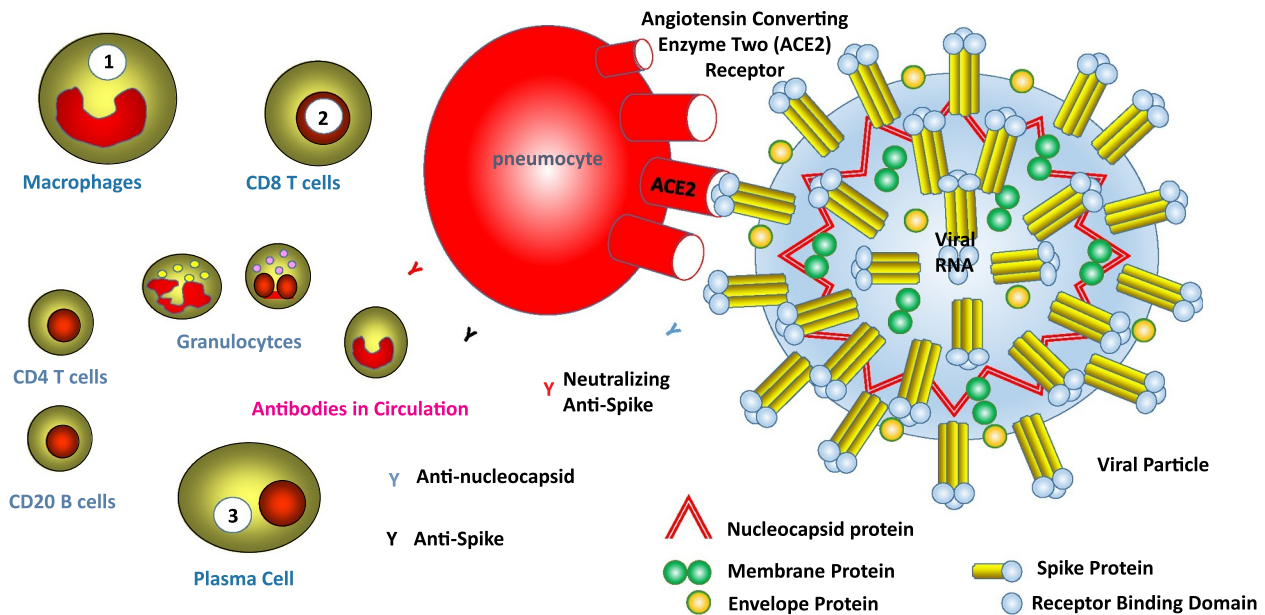 Angiotensin Converting
Enzyme Two (ACE2)
Receptor
1
2
Macrophages
CD8 T cells
pneumocyte
ACE2
Viral
RNA
Granulocytces
CD4 T cells
Antibodies in Circulation
Y Neutralizing
Anti-Spike
CD20 B cells
3
Plasma Cell
Y Anti-nucleocapsid
Y Anti-Spike
Viral Particle
Nucleocapsid protein
Membrane Protein
Envelope Protein
Spike Protein
Receptor Binding Domain